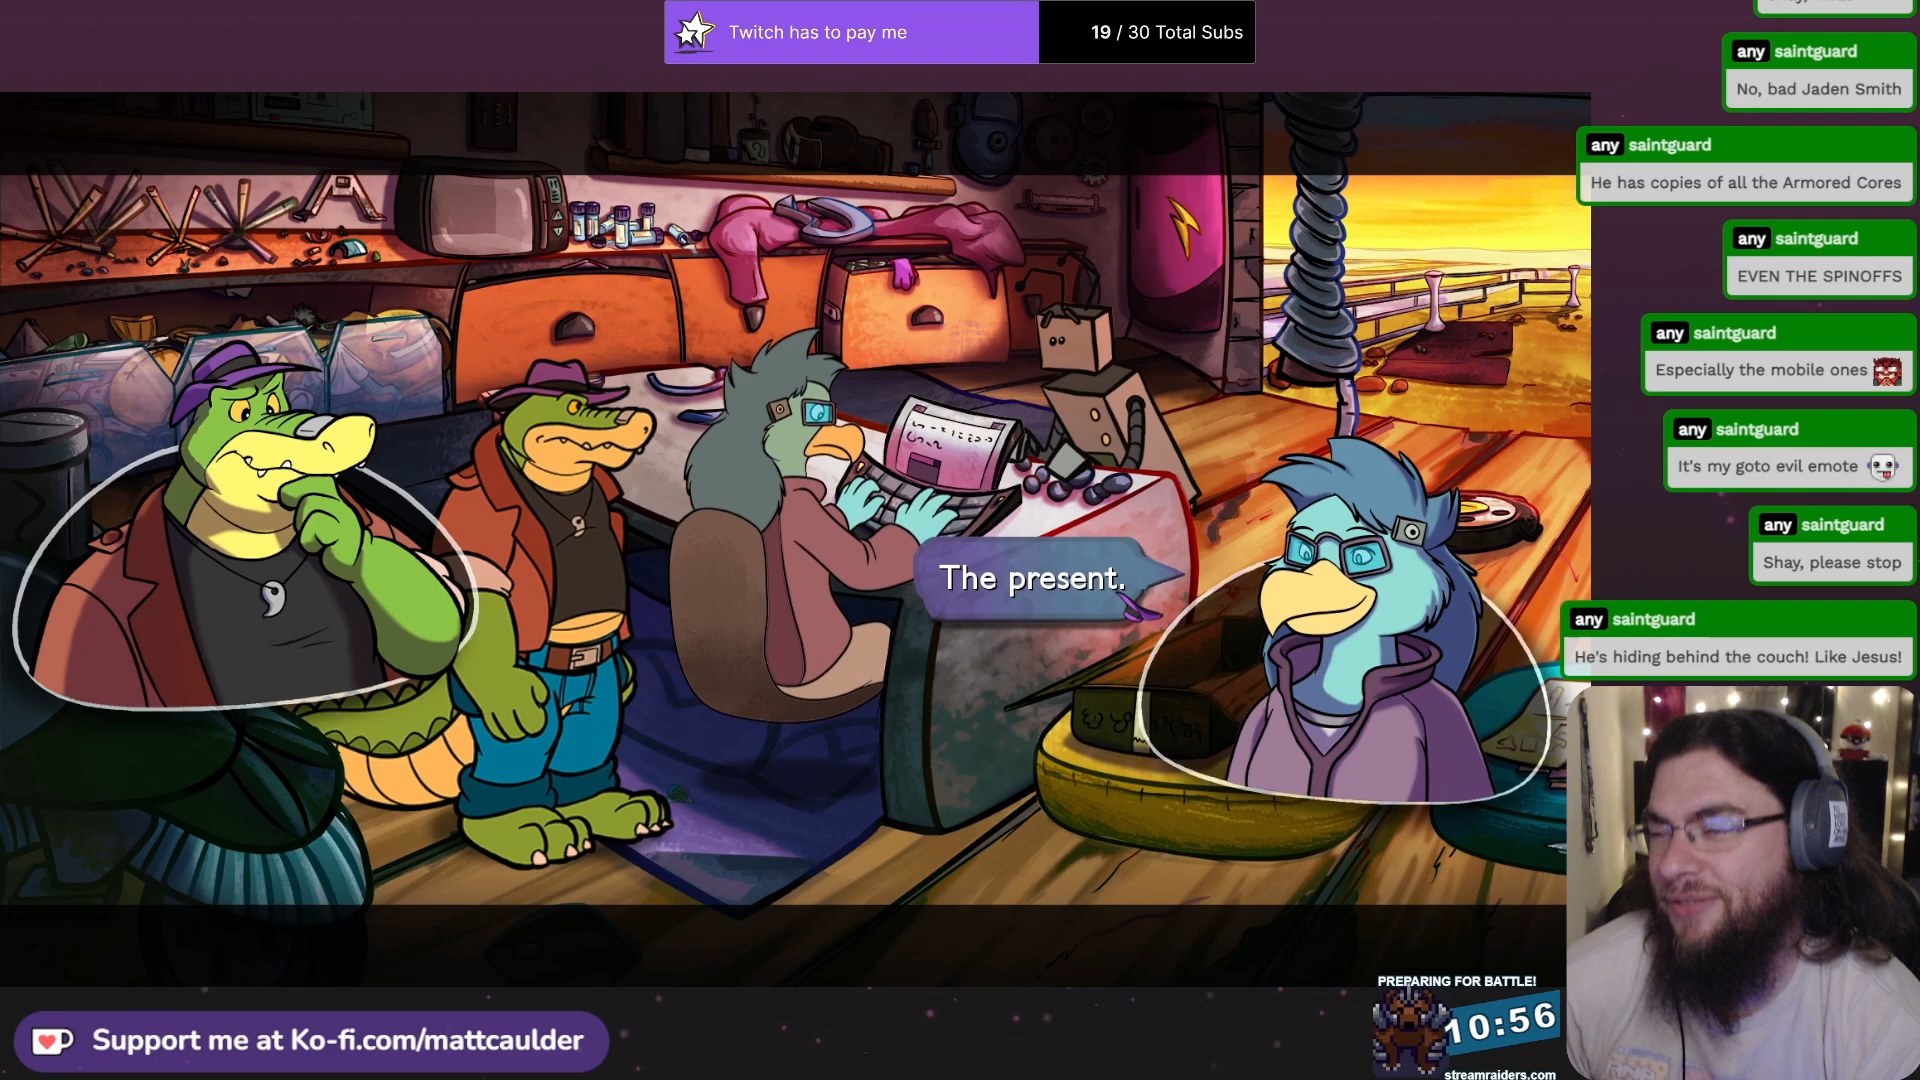 Twitch has to pay me
19 / 30 Total Subs
any saintguard
No, bad Jaden Smith
any saintguard
He has copies of all the Armored Cores
any saintguard
EVEN THE SPINOFFS
any saintguard
Especially the mobile ones
any saintguard
It's my goto evil emote
any saintguard
Shay, please stop
any saintguard
He's hiding behind the couch! Like Jesus!
The present.
PREPARING FOR BATTLE!
10:56
streamraiders.com
Support me at Ko-fi.com/mattcaulder